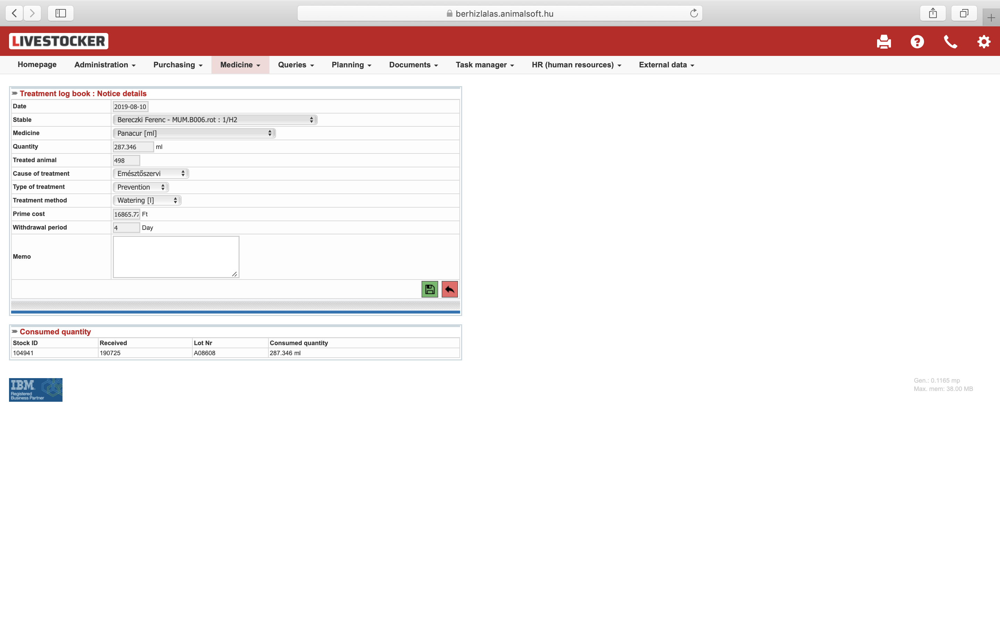 berhizlalas.animalsoft.hu
LIVESTOCKER
Homepage Administration Purchasing Medicine Queries Planning Documents Task manager HR (human resources) External data
Treatment log book : Notice details
Date 2019-08-10
Stable Bereczki Ferenc - MUM.B006.rot : 1/H2
Medicine Panacur [ml]
Quantity 287.346 ml
Treated animal 498
Cause of treatment Emésztőszervi
Type of treatment Prevention
Treatment method Watering [l]
Prime cost 16865.77 Ft
Withdrawal period 4 Day
Memo
Consumed quantity
Stock ID Received Lot Nr Consumed quantity
104941 190725 A08608 287.346 ml
IBM
Registered
Business Partner
Gen.: 0.1165 mp
Max. mem: 38.00 MB